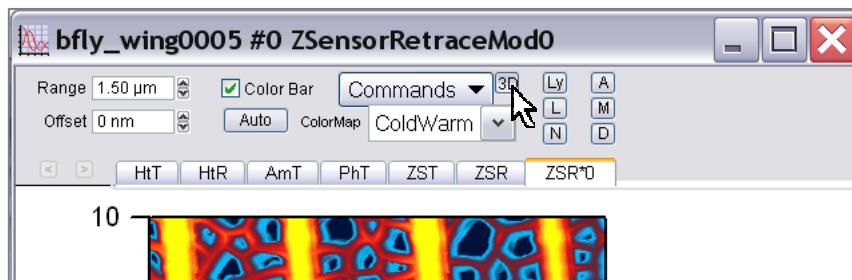 bfly_wing0005 #0 ZSensorRetraceMod0
Range 1.50 µm Color Bar Commands 3D Ly A
Offset 0 nm Auto ColorMap ColdWarm L M
N D
< > HtT HtR AmT PhT ZST ZSR ZSR*0
10